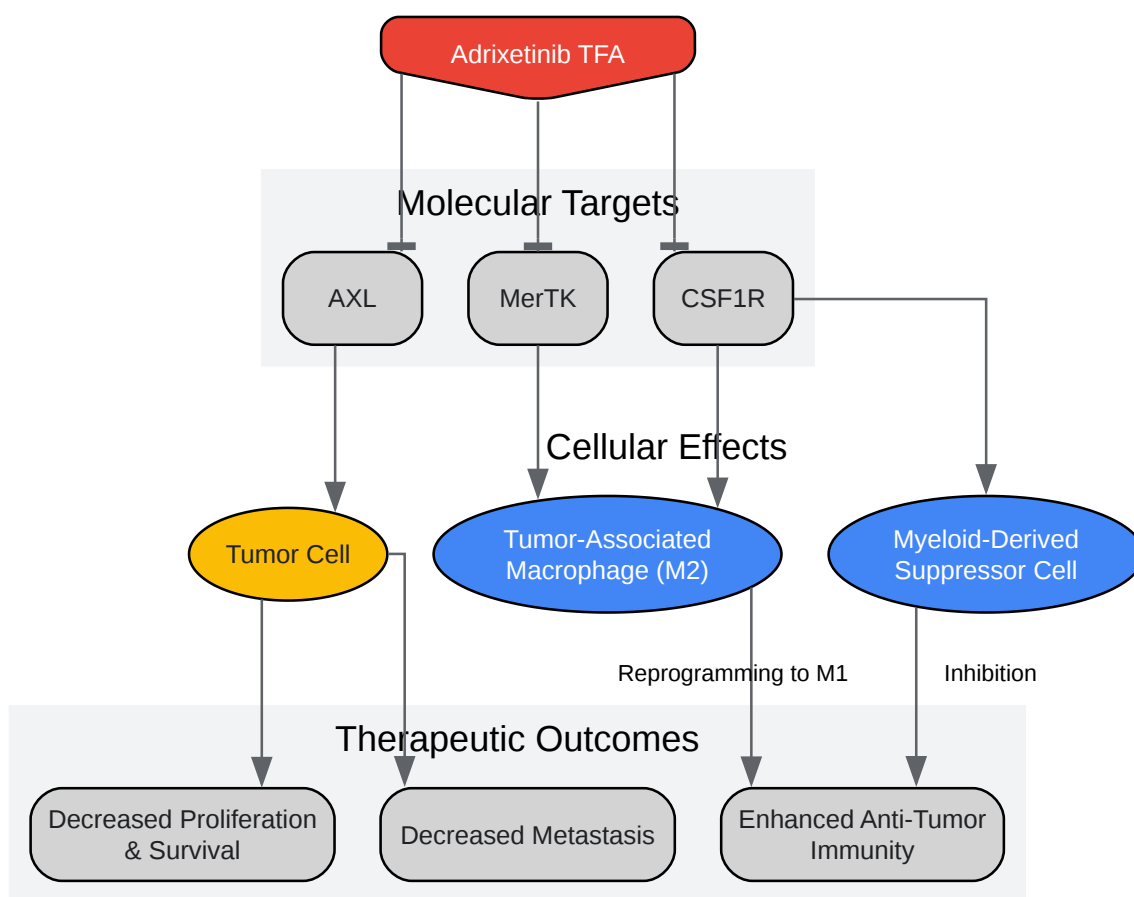 Adrixetinib TFA
Molecular Targets
AXL
MerTK
CSF1R
Cellular Effects
Tumor Cell
Tumor-Associated
Macrophage (M2)
Myeloid-Derived
Suppressor Cell
Reprogramming to M1
Inhibition
Therapeutic Outcomes
Decreased Proliferation
& Survival
Decreased Metastasis
Enhanced Anti-Tumor
Immunity